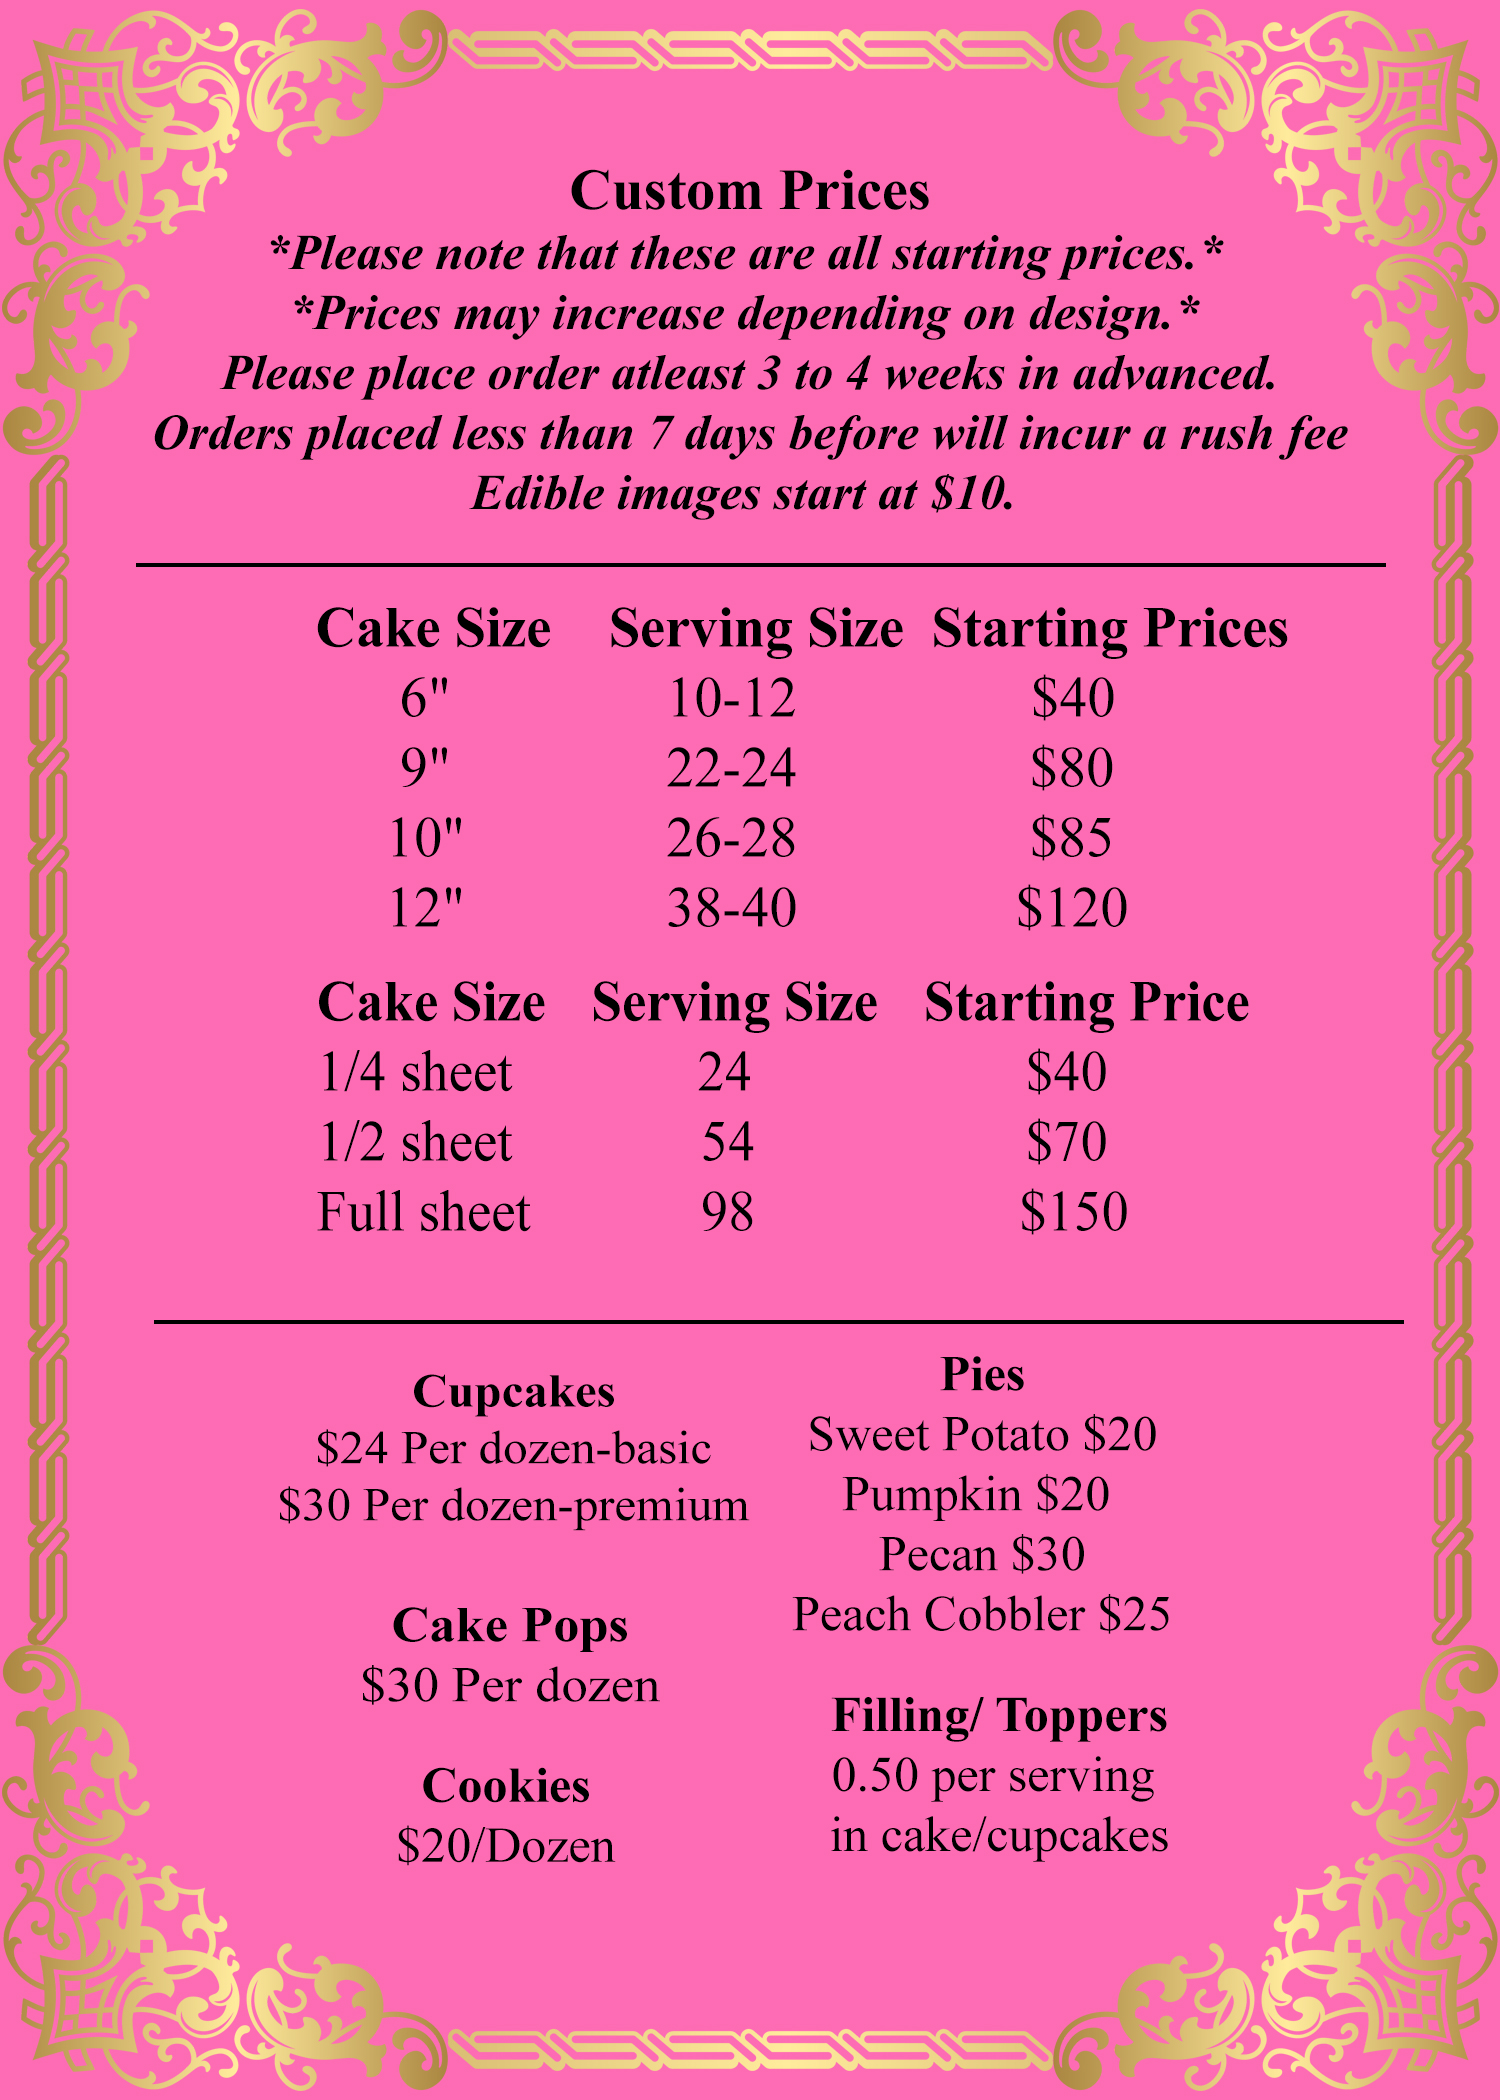 Custom Prices
*Please note that these are all starting prices.*
*Prices may increase depending on design.*
Please place order atleast 3 to 4 weeks in advanced.
Orders placed less than 7 days before will incur a rush fee
Edible images start at $10.
Cake Size Serving Size Starting Prices
6" 10-12 $40
9" 22-24 $80
10" 26-28 $85
12" 38-40 $120
Cake Size Serving Size Starting Price
1/4 sheet 24 $40
1/2 sheet 54 $70
Full sheet 98 $150
Cupcakes
$24 Per dozen-basic
$30 Per dozen-premium
Cake Pops
$30 Per dozen
Cookies
$20/Dozen
Pies
Sweet Potato $20
Pumpkin $20
Pecan $30
Peach Cobbler $25
Filling/ Toppers
0.50 per serving
in cake/cupcakes